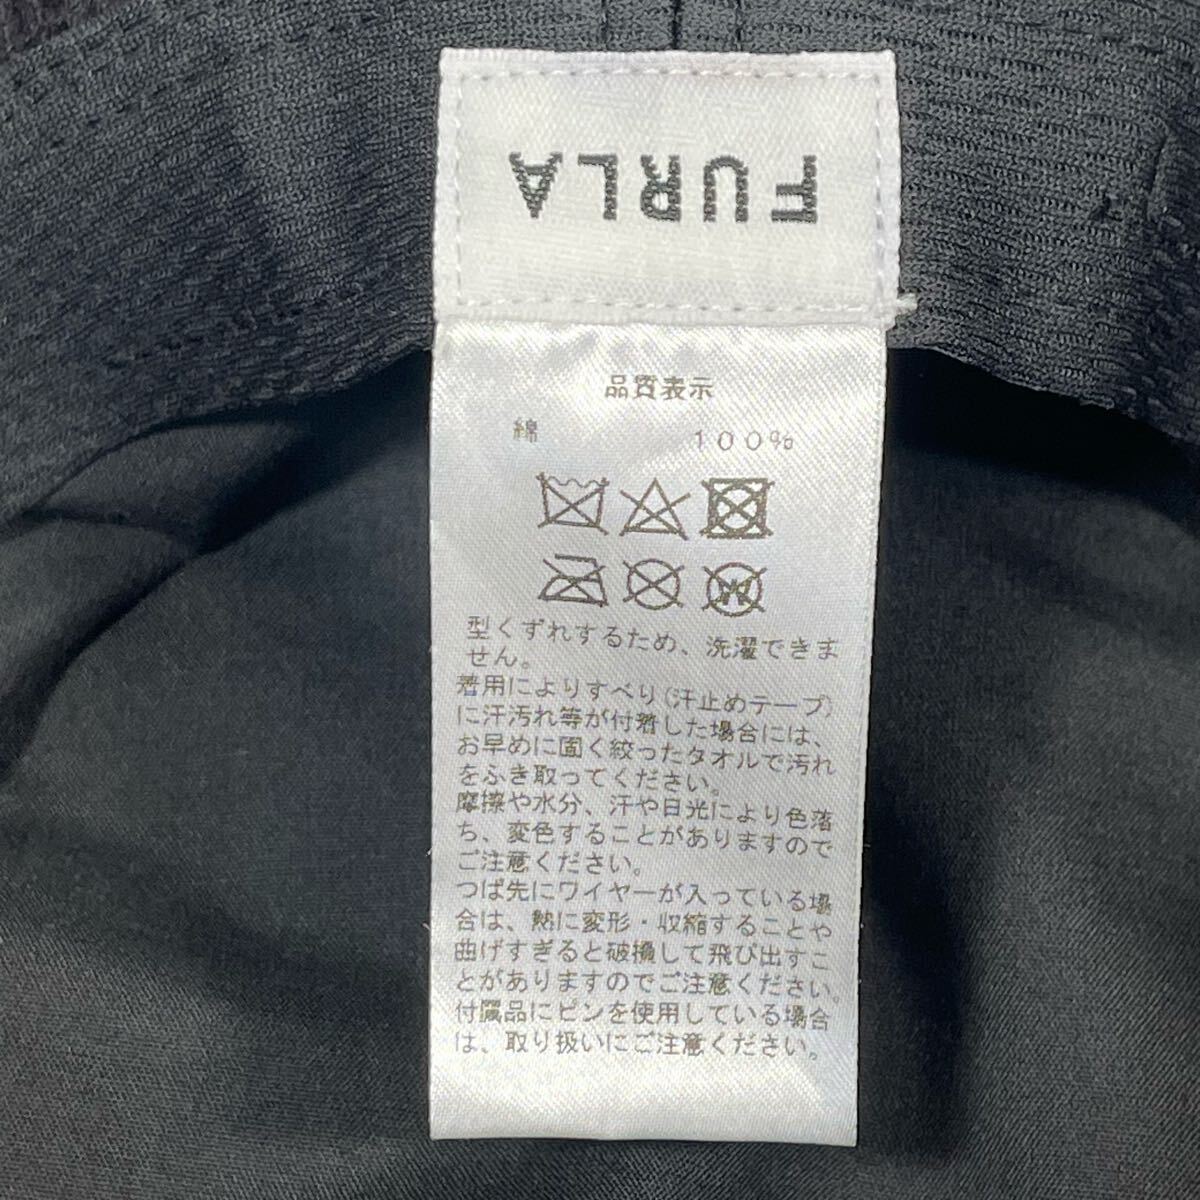 FURLA
品質表示
綿 100%
型くずれするため、洗濯できま
せん。
着用によりすべり(汗止めテープ)
に汗汚れ等が付着した場合には、
お早めに固く絞ったタオルで汚れ
をふき取ってください。
摩擦や水分、汗や日光により色落
ち、変色することがありますので
ご注意ください。
つば先にワイヤーが入っている場
合は、熱に変形・収縮することや
曲げすぎると破損して飛び出すこ
とがありますのでご注意ください。
付属品にピンを使用している場合
は、取り扱いにご注意ください。